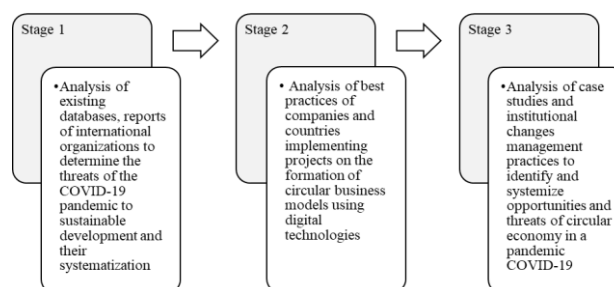 Stage 1
Stage 2
Stage 3
•Analysis of
existing
databases, reports
of international
organizations to
determine the
threats of the
COVID-19
pandemic to
sustainable
development and
their
systematization
• Analysis of best
practices of
companies and
countries
implementing
projects on the
formation of
circular business
models using
digital
technologies
•Analysis of case
studies and
institutional
changes
management
practices to
identify and
systemize
opportunities and
threats of circular
economy in a
pandemic
COVID-19